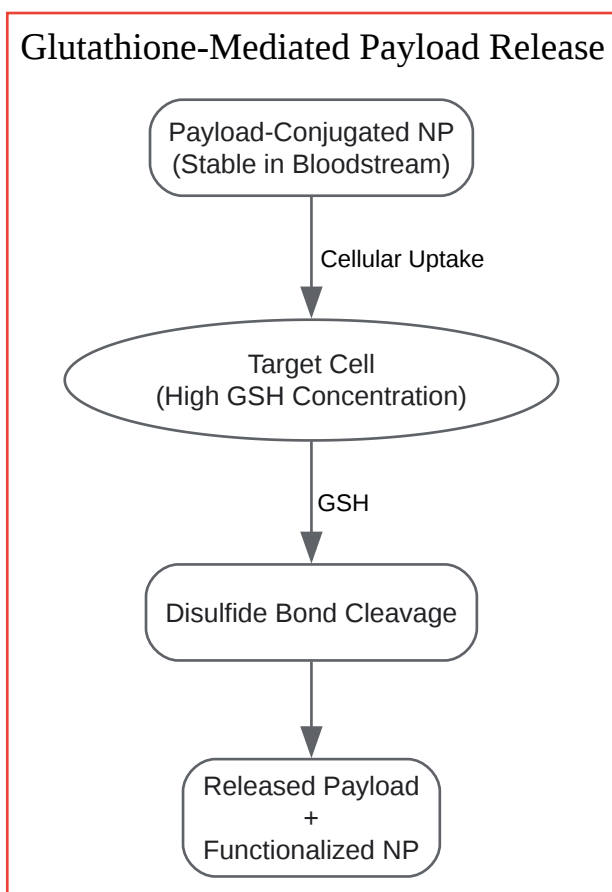 Glutathione-Mediated Payload Release
Payload-Conjugated NP
(Stable in Bloodstream)
Cellular Uptake
Target Cell
(High GSH Concentration)
GSH
Disulfide Bond Cleavage
Released Payload
+
Functionalized NP